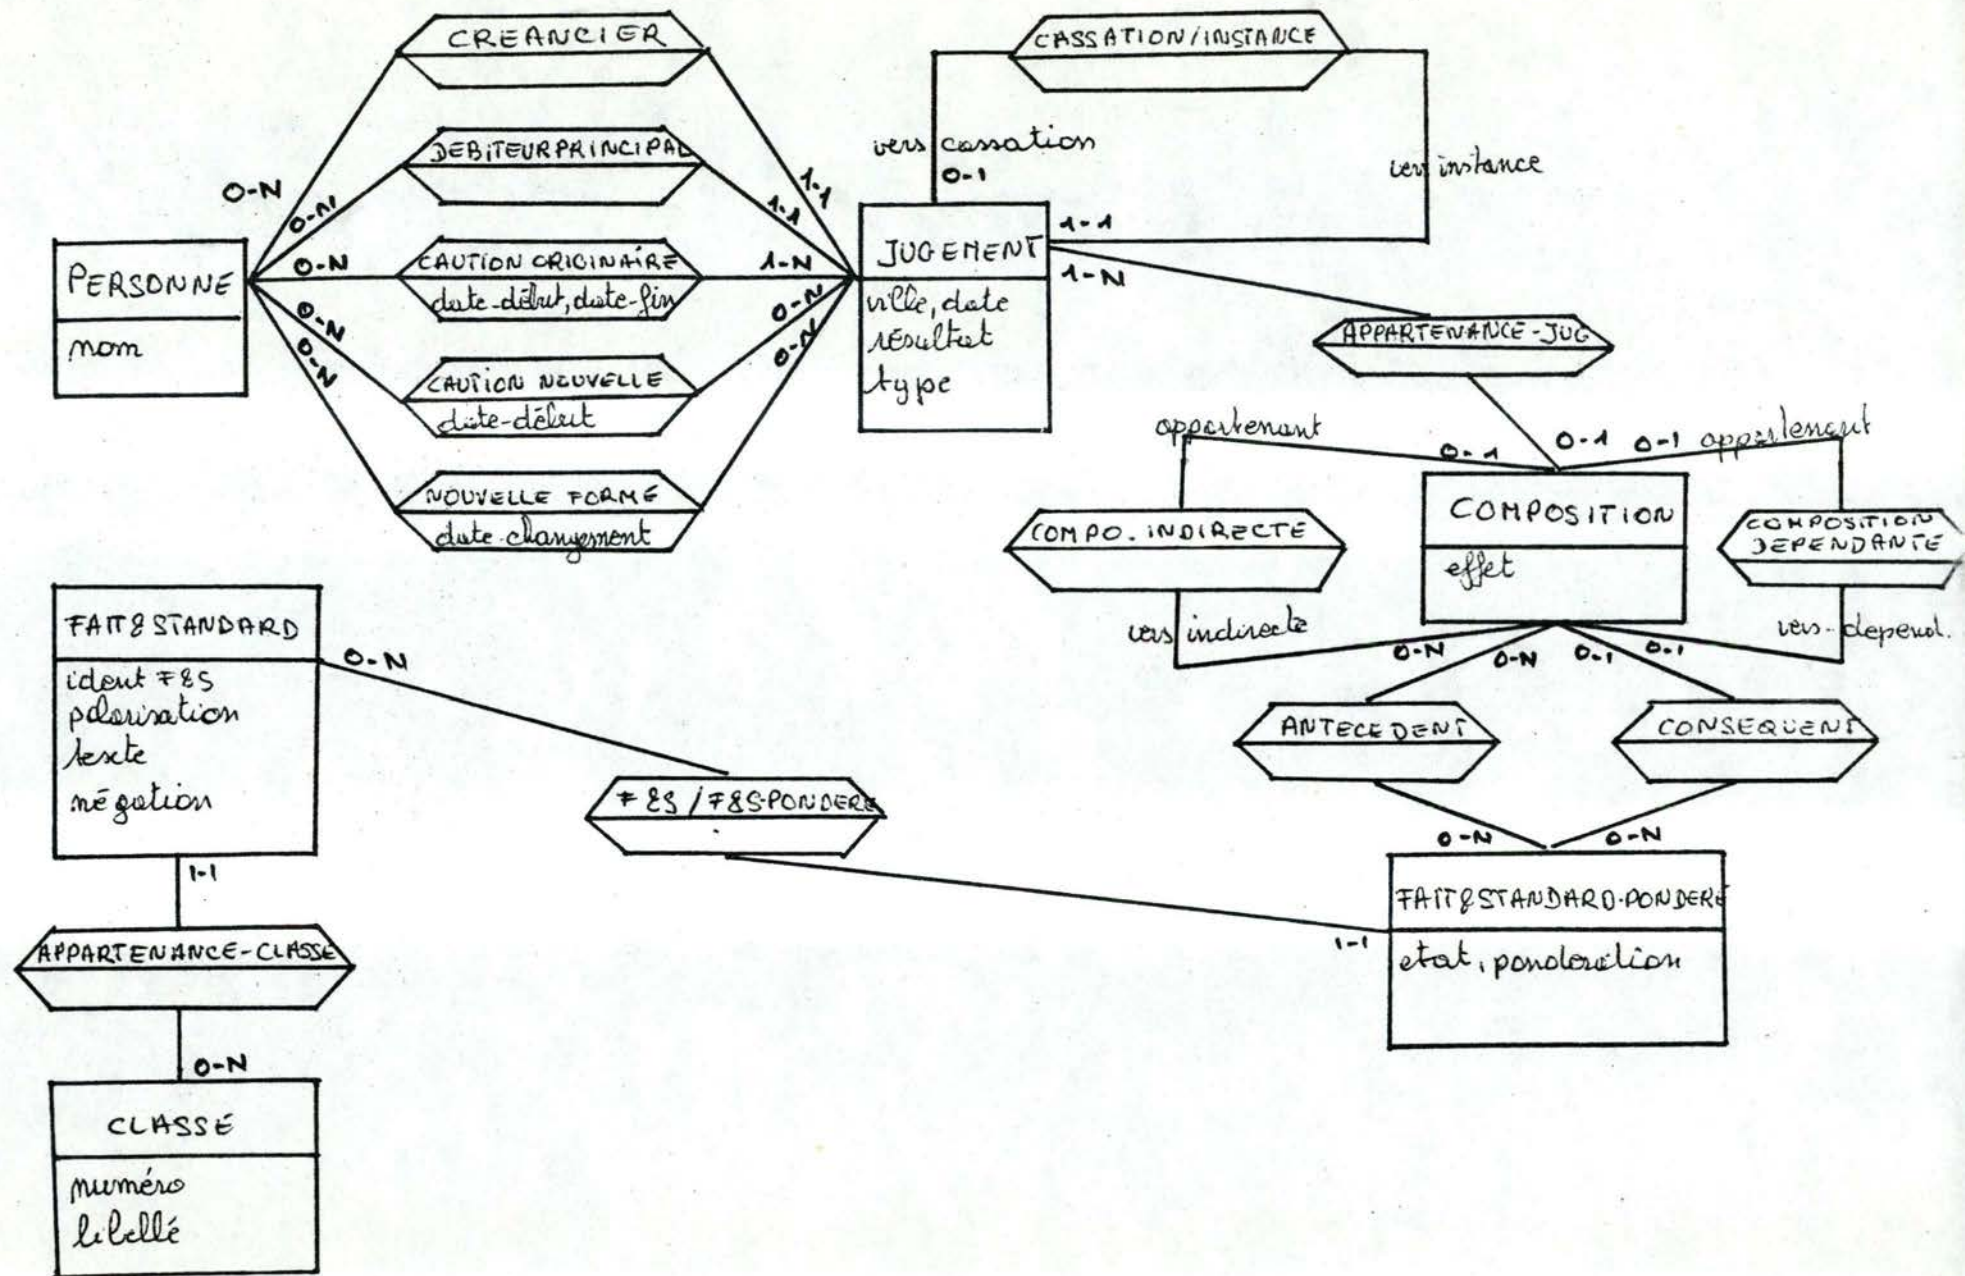 CREANCIER
CASSATION/INSTANCE
DEBITEUR PRINCIPAL
vers cassation
0-1
vers instance
0-N
0-N
1-1
1-1
PERSONNE
nom
0-N
CAUTION ORIGINAIRE
date-début, date-fin
1-N
JUGEMENT
ville, date
résultat
type
1-1
1-N
0-N
0-N
CAUTION NOUVELLE
date-début
0-N
0-N
APPARTENANCE-JUG
NOUVELLE FORME
date-changement
appartenant
0-1
0-1
0-1
appartenant
COMPO. INDIRECTE
COMPOSITION
effet
COMPOSITION
DEPENDANTE
vers indirecte
0-N
0-N
0-1
0-1
vers-depend.
FAIT&STANDARD
ident F&S
polarisation
texte
négation
0-N
ANTECEDENT
CONSEQUENT
F&S / F&S-PONDERE
0-N
0-N
1-1
FAIT&STANDARD-PONDERE
etat, ponderation
1-1
APPARTENANCE-CLASSE
0-N
CLASSE
numéro
libellé